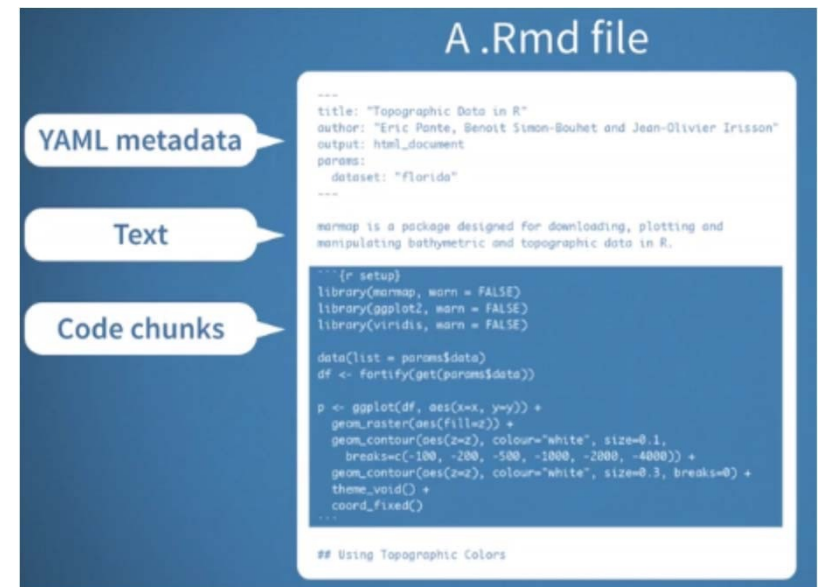 A .Rmd file
YAML metadata
Text
Code chunks
---
title: "Topographic Data in R"
author: "Eric Pante, Benoit Simon-Bouhet and Jean-Olivier Irisson"
output: html_document
params:
  dataset: "florida"
---
marmap is a package designed for downloading, plotting and
manipulating bathymetric and topographic data in R.
```{r setup}
library(marmap, warn = FALSE)
library(ggplot2, warn = FALSE)
library(viridis, warn = FALSE)
data(list = params$data)
df <- fortify(get(params$data))
p <- ggplot(df, aes(x=x, y=y)) +
  geom_raster(aes(fill=z)) +
  geom_contour(aes(z=z), colour="white", size=0.1,
    breaks=c(-100, -200, -500, -1000, -2000, -4000)) +
  geom_contour(aes(z=z), colour="white", size=0.3, breaks=0) +
  theme_void() +
  coord_fixed()
```
## Using Topographic Colors